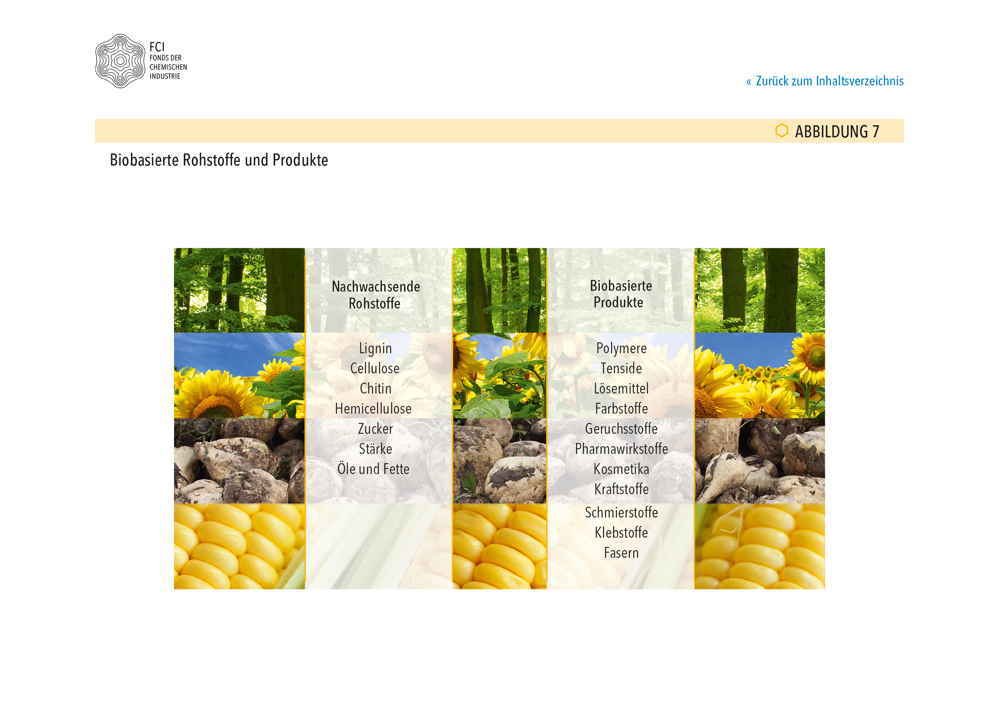 FCI
FONDS DER
CHEMISCHEN
INDUSTRIE
« Zurück zum Inhaltsverzeichnis
ABBILDUNG 7
Biobasierte Rohstoffe und Produkte
Nachwachsende
Rohstoffe
Lignin
Cellulose
Chitin
Hemicellulose
Zucker
Stärke
Öle und Fette
Biobasierte
Produkte
Polymere
Tenside
Lösemittel
Farbstoffe
Geruchsstoffe
Pharmawirkstoffe
Kosmetika
Kraftstoffe
Schmierstoffe
Klebstoffe
Fasern